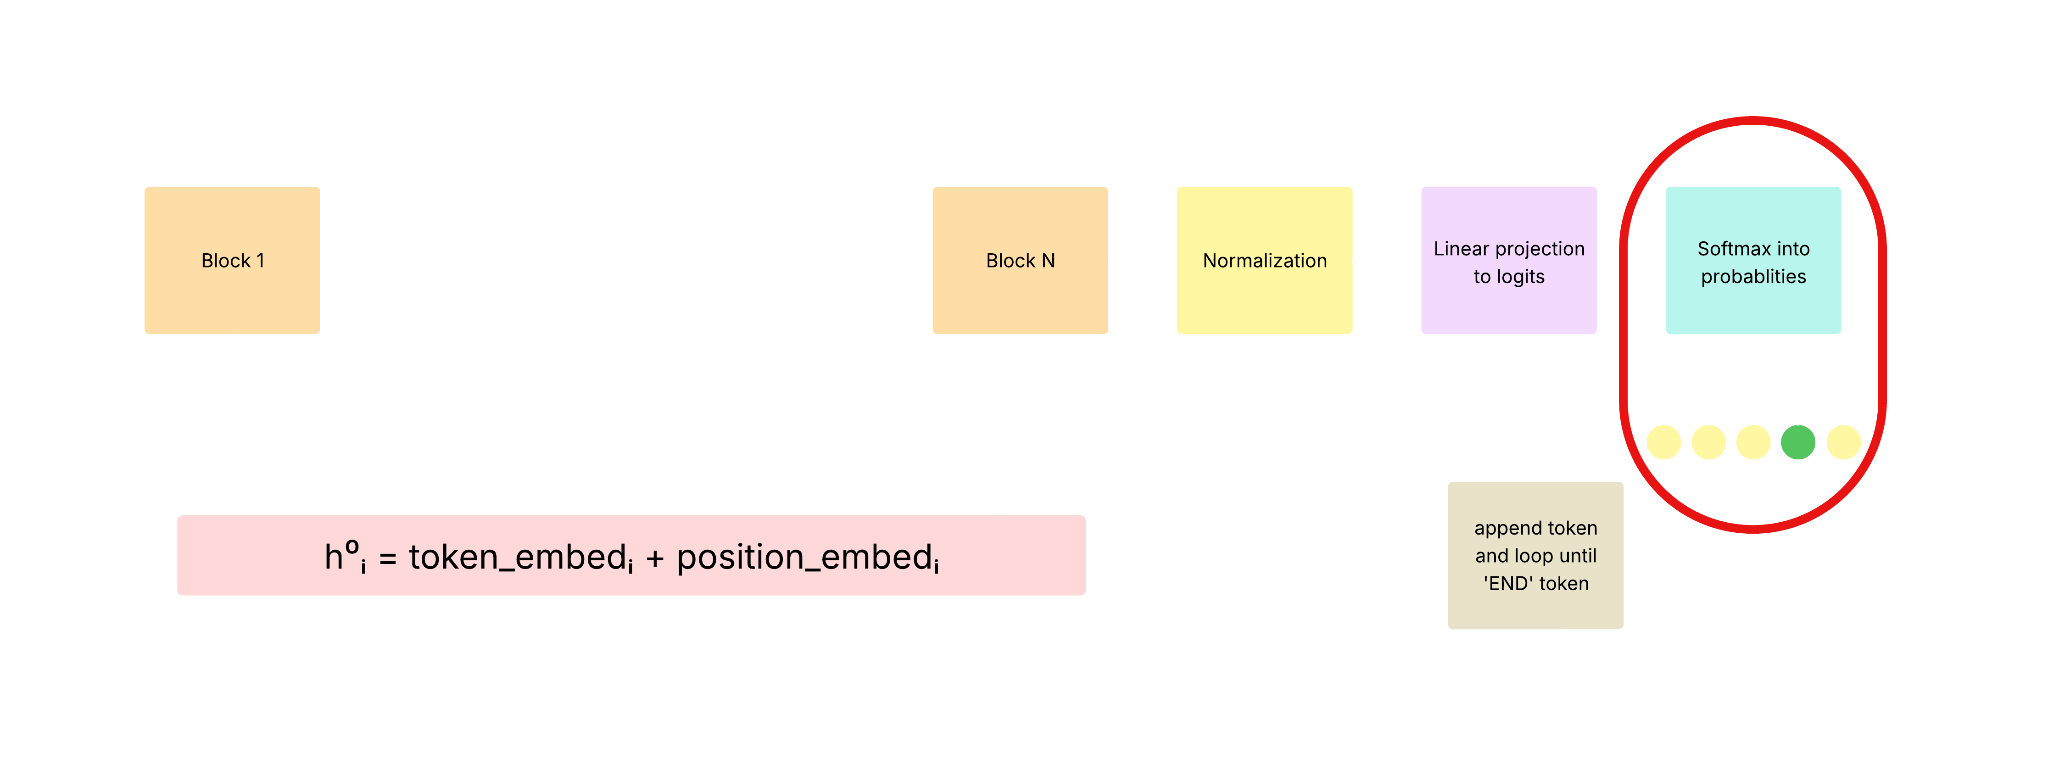 Block 1
Block N
Normalization
Linear projection
to logits
Softmax into
probablities
h⁰ᵢ = token_embedᵢ + position_embedᵢ
append token
and loop until
'END' token